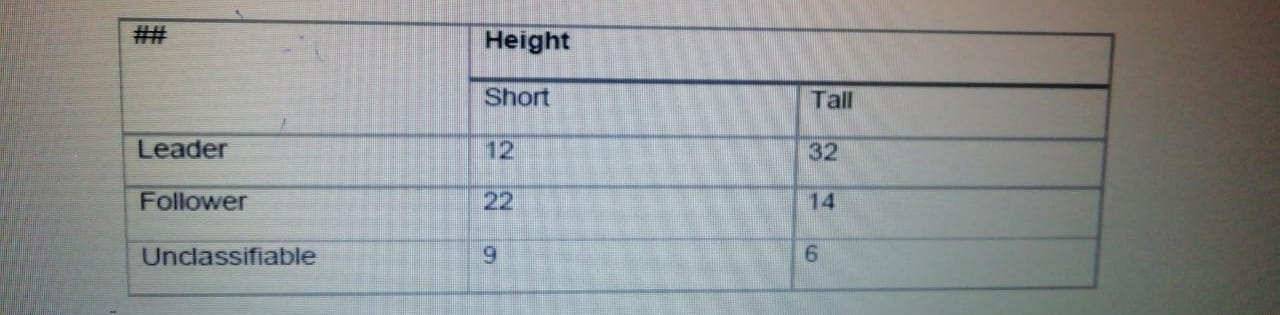 ## Height
Short Tall
Leader 12 32
Follower 22 14
Unclassifiable 9 6